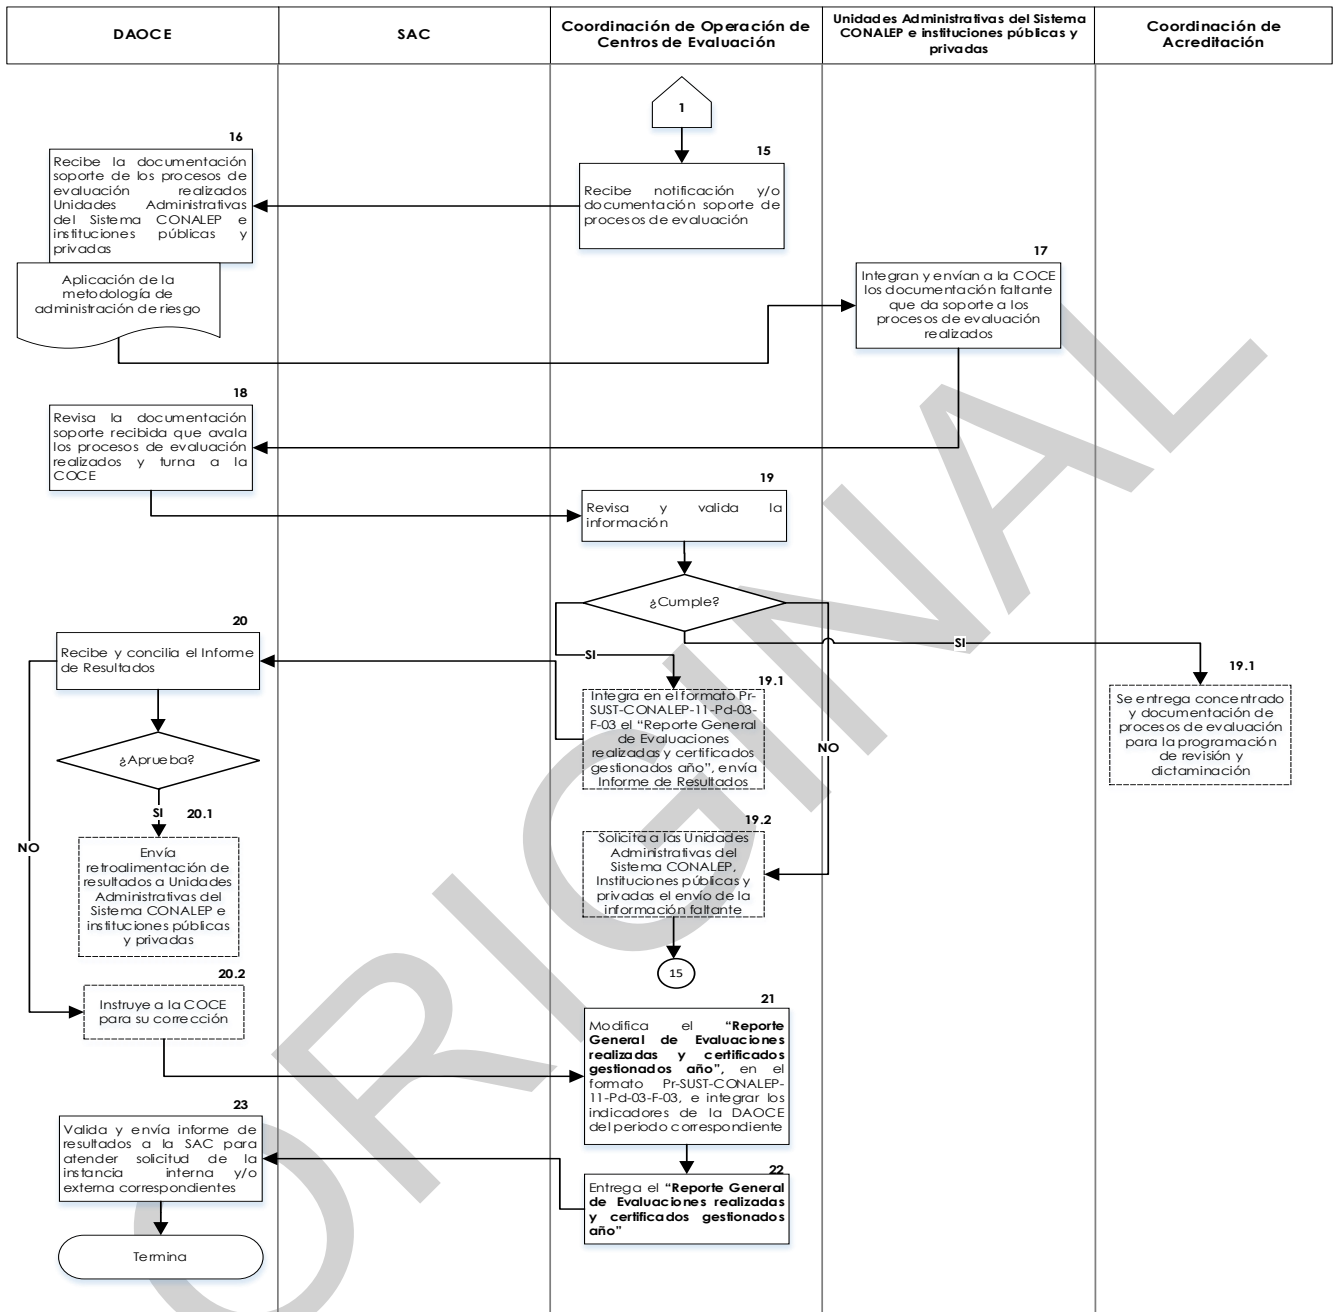 DAOCE
SAC
Coordinación de Operación de
Centros de Evaluación
Unidades Administrativas del Sistema
CONALEP e instituciones públicas y
privadas
Coordinación de
Acreditación
1
15
Recibe notificación y/o
documentación soporte de
procesos de evaluación
16
Recibe la documentación
soporte de los procesos de
evaluación realizados
Unidades Administrativas
del Sistema CONALEP e
instituciones públicas y
privadas
Aplicación de la
metodología de
administración de riesgo
17
Integran y envían a la COCE
los documentación faltante
que da soporte a los
procesos de evaluación
realizados
18
Revisa la documentación
soporte recibida que avala
los procesos de evaluación
realizados y turna a la
COCE
19
Revisa y valida la
información
¿Cumple?
SI
SI
NO
19.1
Integra en el formato Pr-
SUST-CONALEP-11-Pd-03-
F-03 el “Reporte General
de Evaluaciones
realizadas y certificados
gestionados año”, envía
Informe de Resultados
19.1
Se entrega concentrado
y documentación de
procesos de evaluación
para la programación
de revisión y
dictaminación
19.2
Solicita a las Unidades
Administrativas del
Sistema CONALEP,
Instituciones públicas y
privadas el envío de la
información faltante
15
20
Recibe y concilia el Informe
de Resultados
¿Aprueba?
SI
NO
20.1
Envía
retroalimentación de
resultados a Unidades
Administrativas del
Sistema CONALEP e
instituciones públicas
y privadas
20.2
Instruye a la COCE
para su corrección
21
Modifica el “Reporte
General de Evaluaciones
realizadas y certificados
gestionados año”, en el
formato Pr-SUST-CONALEP-
11-Pd-03-F-03, e integrar los
indicadores de la DAOCE
del periodo correspondiente
22
Entrega el “Reporte General
de Evaluaciones realizadas
y certificados gestionados
año”
23
Valida y envía informe de
resultados a la SAC para
atender solicitud de la
instancia interna y/o
externa correspondientes
Termina
ORIGINAL